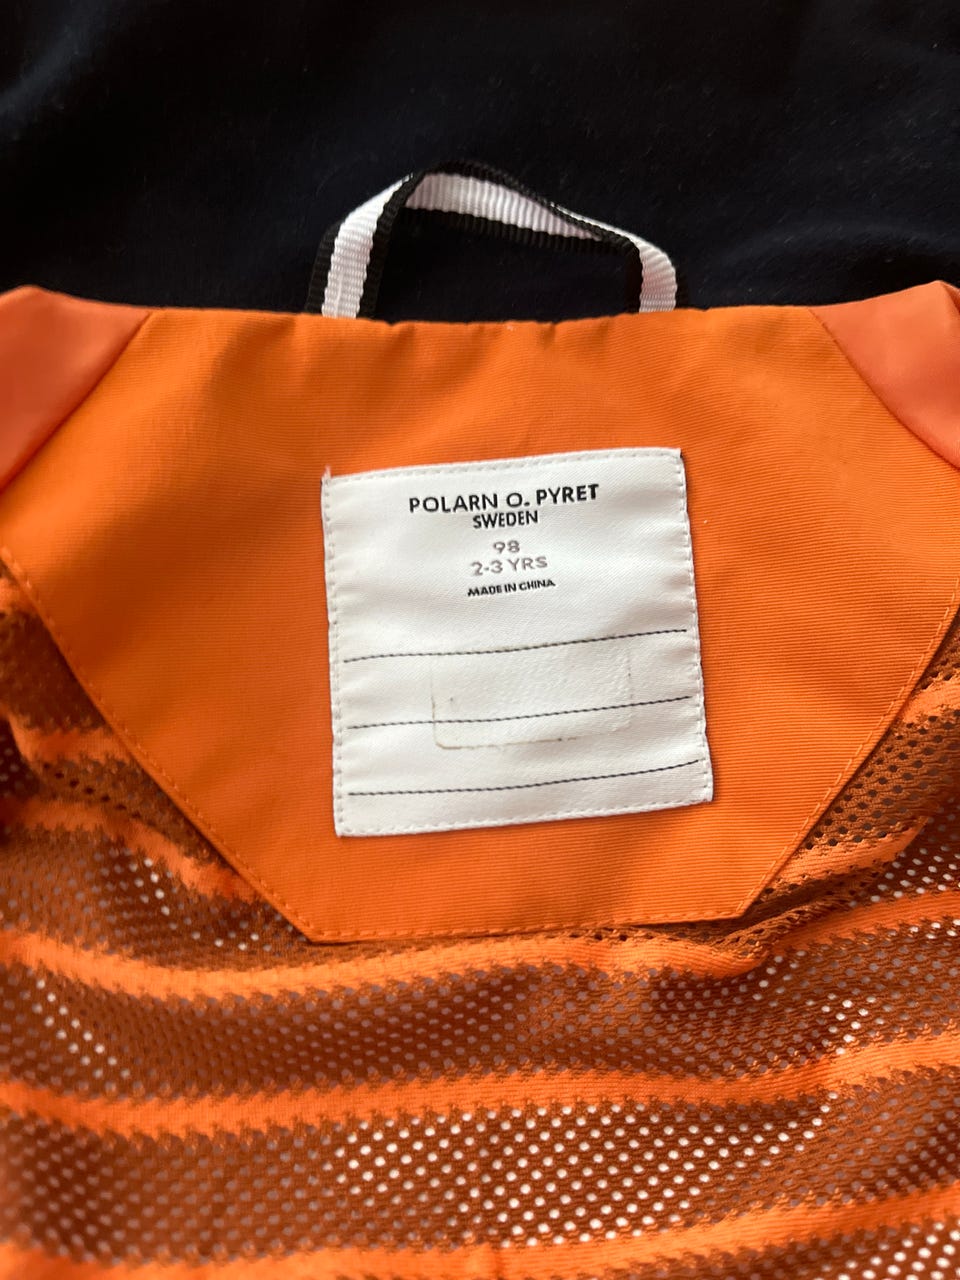 POLARN O. PYRET
SWEDEN
98
2-3 YRS
MADE IN CHINA